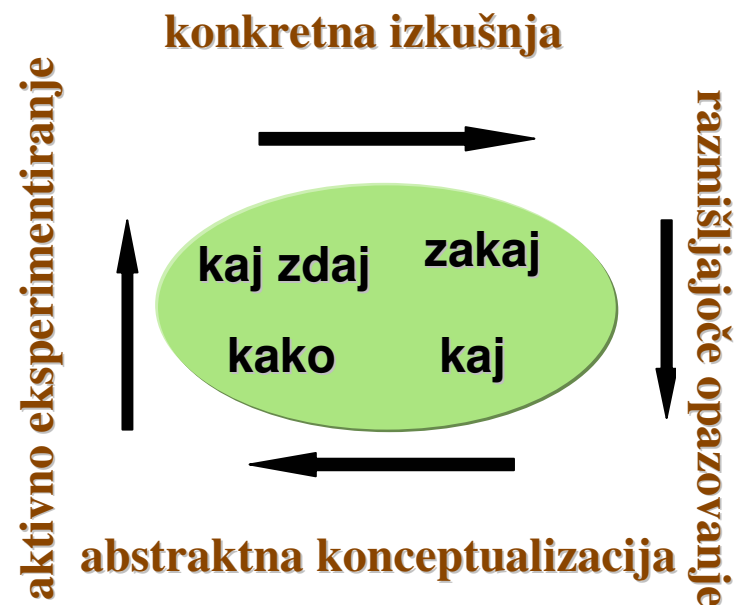 konkretna izkušnja
aktivno eksperimentiranje
razmišljajoče opazovanje
kaj zdaj
zakaj
kako
kaj
abstraktna konceptualizacija